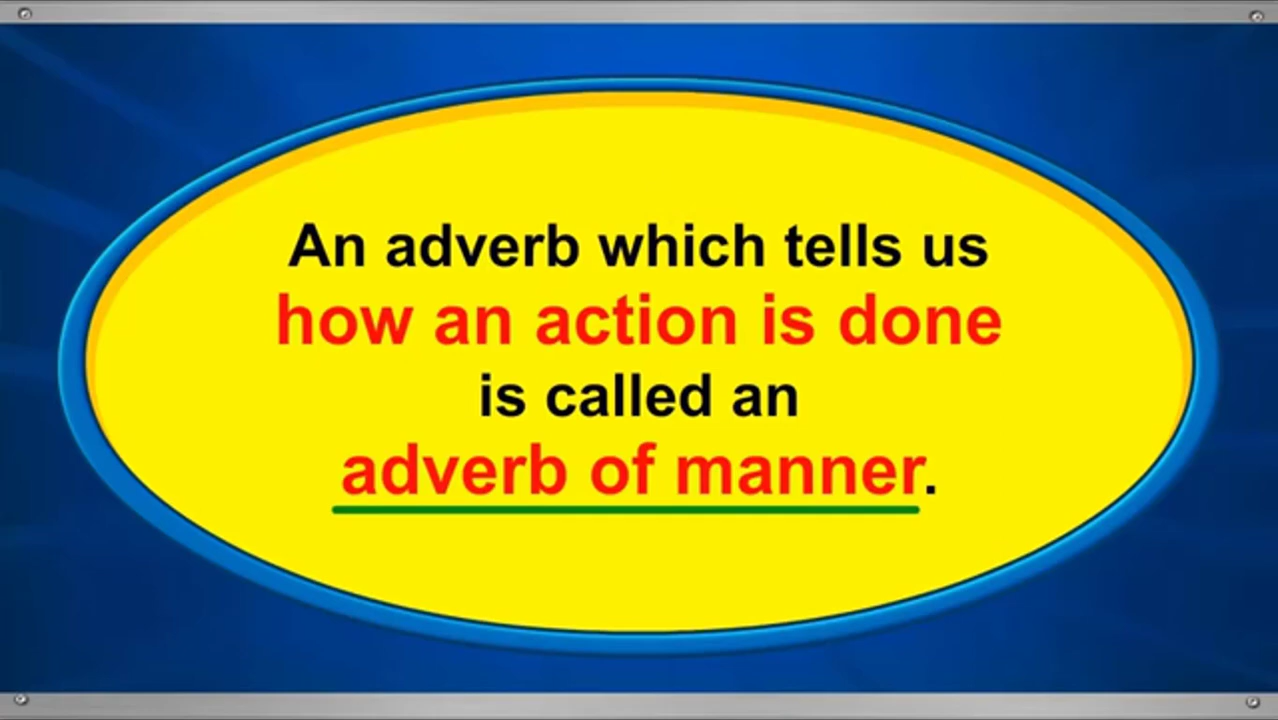 An adverb which tells us
how an action is done
is called an
adverb of manner.